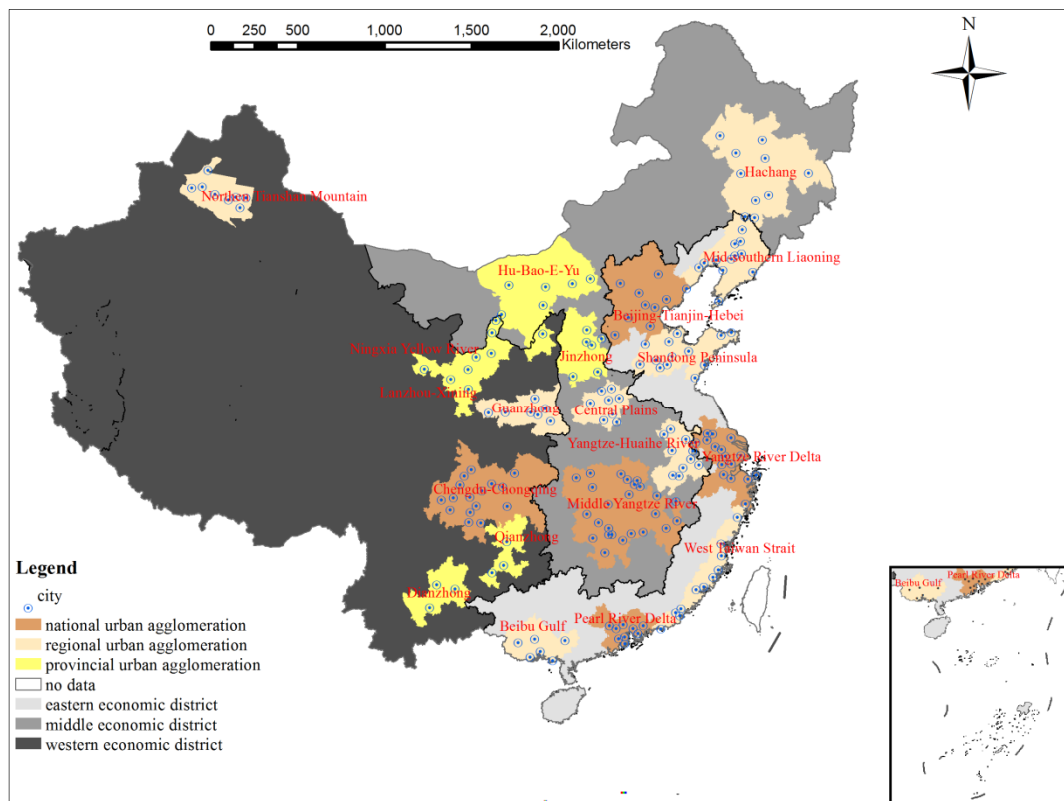 0 250 500 1,000 1,500 2,000
Kilometers
N
Hachang
Northen Tianshan Mountain
Mid-southern Liaoning
Hu-Bao-E-Yu
Beijing-Tianjin-Hebei
Ningxia Yellow River
Jinzhong
Shandong Peninsula
Lanzhou-Xining
Guanzhong
Central Plains
Yangtze-Huaihe River
Yangtze River Delta
Chengdu-Chongqing
Middle Yangtze River
Qianzhong
West Taiwan Strait
Dianzhong
Beibu Gulf
Pearl River Delta
Legend
city
national urban agglomeration
regional urban agglomeration
provincial urban agglomeration
no data
eastern economic district
middle economic district
western economic district
Pearl River Delta
Beibu Gulf